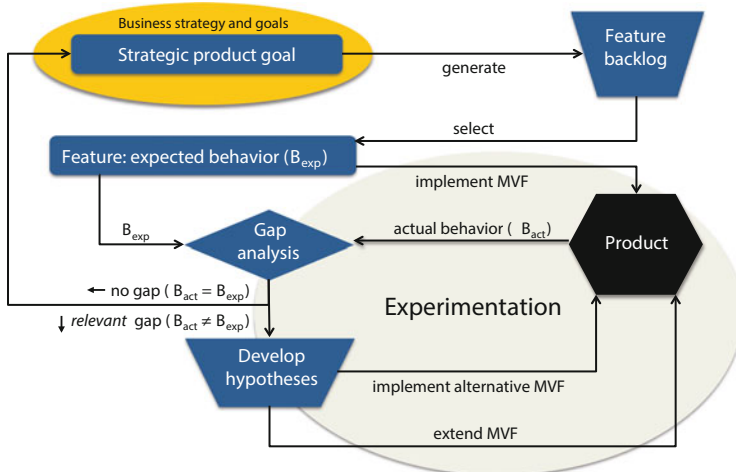 Business strategy and goals
Strategic product goal
generate
Feature
backlog
select
Feature: expected behavior (Bexp)
implement MVF
Bexp
Gap
analysis
actual behavior ( Bact)
Product
← no gap ( Bact = Bexp)
Experimentation
↓ relevant gap ( Bact ≠ Bexp)
Develop
hypotheses
implement alternative MVF
extend MVF